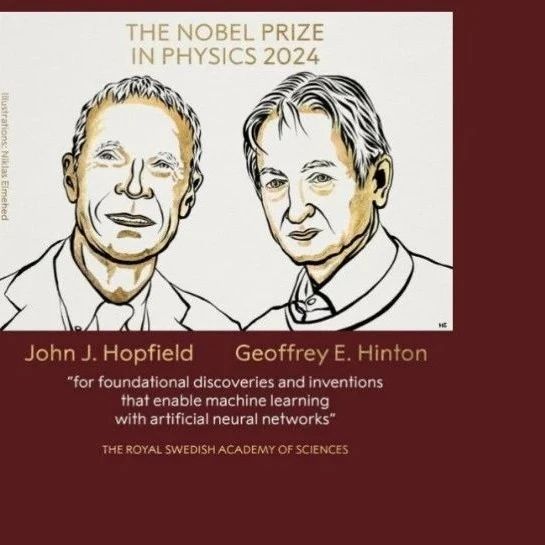 THE NOBEL PRIZE
IN PHYSICS 2024
Illustrations: Niklas Elmehed
John J. Hopfield
Geoffrey E. Hinton
“for foundational discoveries and inventions
that enable machine learning
with artificial neural networks”
THE ROYAL SWEDISH ACADEMY OF SCIENCES